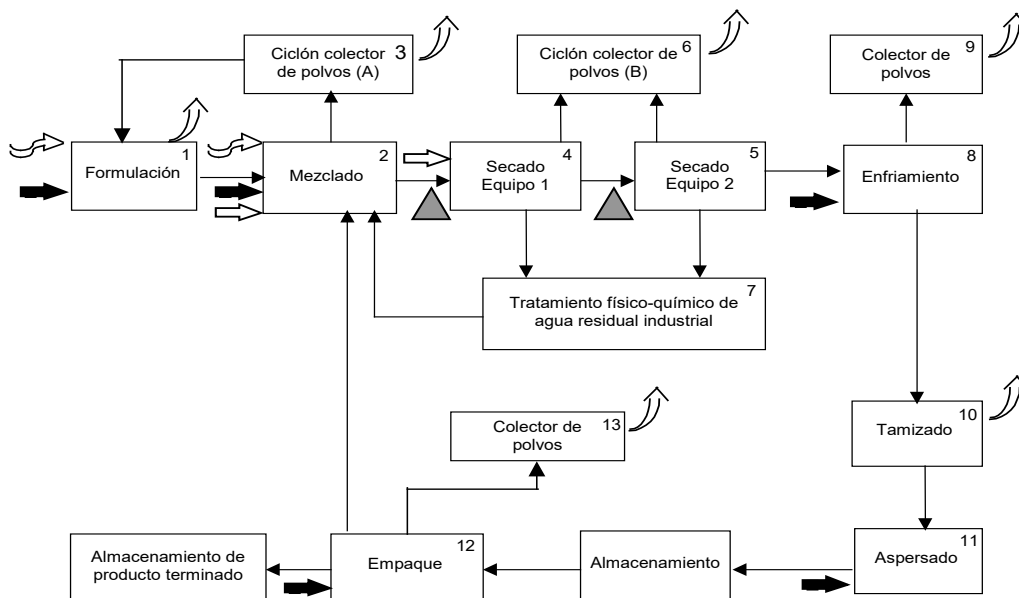 Ciclón colector
de polvos (A)
3
Ciclón colector de
polvos (B)
6
Colector de
polvos
9
Formulación
1
Mezclado
2
Secado
Equipo 1
4
Secado
Equipo 2
5
Enfriamiento
8
Tratamiento físico-químico de
agua residual industrial
7
Colector de
polvos
13
Tamizado
10
Almacenamiento de
producto terminado
Empaque
12
Almacenamiento
Aspersado
11